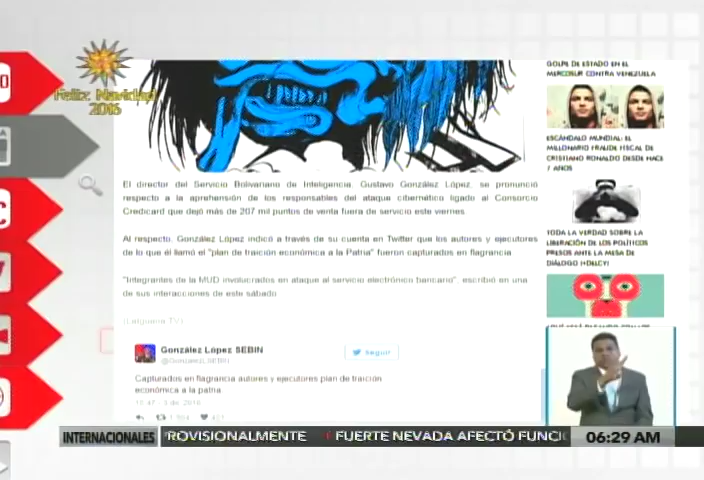 Feliz Navidad
2016
El director del Servicio Bolivariano de Inteligencia, Gustavo González López, se pronunció
respecto a la aprehensión de los responsables del ataque cibernético ligado al Consorcio
Credicard que dejó más de 207 mil puntos de venta fuera de servicio este viernes.
Al respecto, González López indicó a través de su cuenta en Twitter que los autores y ejecutores
de lo que él llamó el "plan de traición económica a la Patria" fueron capturados en flagrancia.
"Integrantes de la MUD involucrados en ataque al servicio electrónico bancario", escribió en una
de sus interacciones de este sábado.
González López SEBIN
Seguir
Capturados en flagrancia autores y ejecutores plan de traición
económica a la patria
GOLPE DE ESTADO EN EL
MERCOSUR CONTRA VENEZUELA
ESCÁNDALO MUNDIAL: EL
MILLONARIO FRAUDE FISCAL DE
CRISTIANO RONALDO DESDE HACE
7 AÑOS
TODA LA VERDAD SOBRE LA
LIBERACIÓN DE LOS POLÍTICOS
PRESOS ANTE LA MESA DE
DIÁLOGO (+DELCY)
INTERNACIONALES
ROVISIONALMENTE
FUERTE NEVADA AFECTÓ FUNCI
06:29 AM